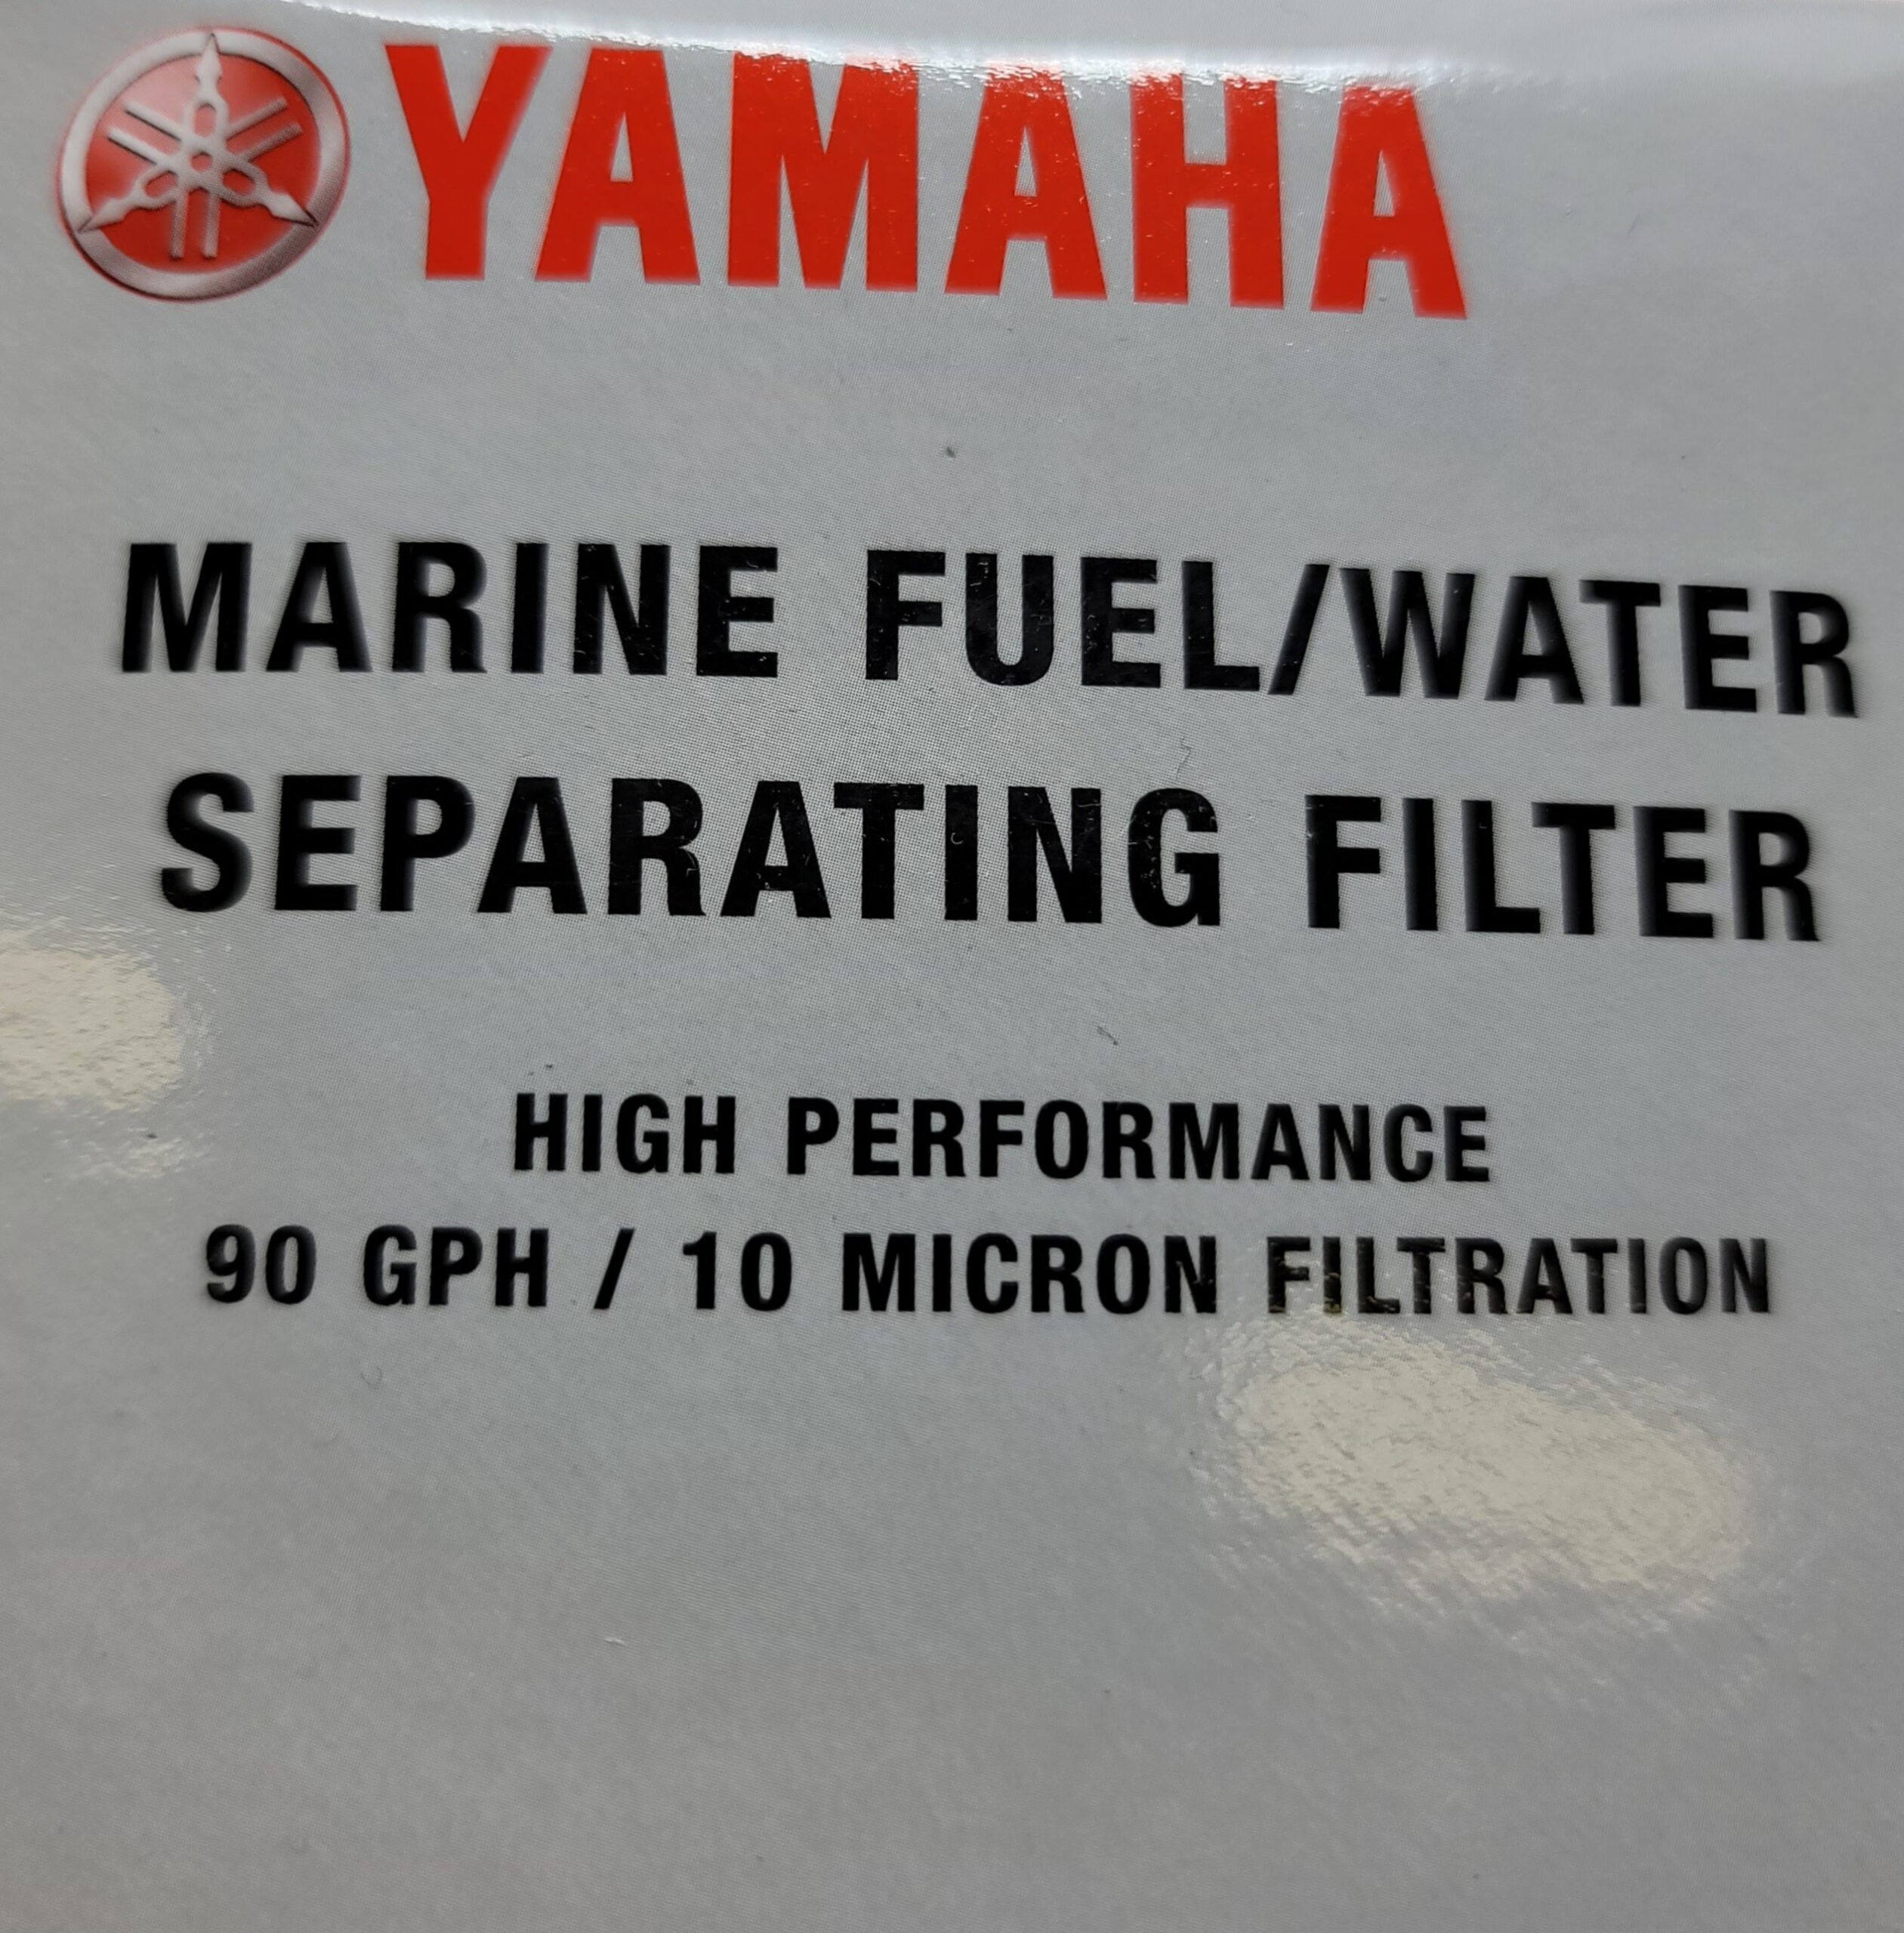 YAMAHA
MARINE FUEL/WATER
SEPARATING FILTER
HIGH PERFORMANCE
90 GPH / 10 MICRON FILTRATION